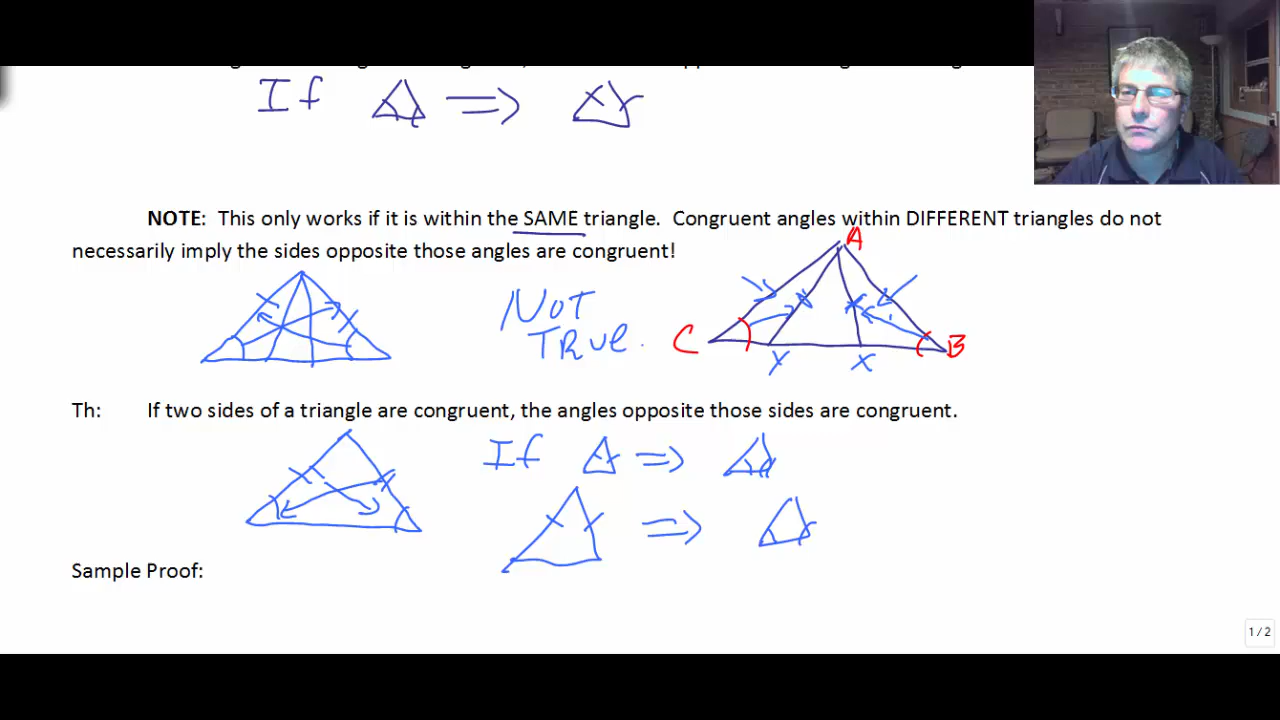 If ⇒
NOTE: This only works if it is within the SAME triangle. Congruent angles within DIFFERENT triangles do not
necessarily imply the sides opposite those angles are congruent!
A
NOT
TRUE.
C
B
Y
X
Th: If two sides of a triangle are congruent, the angles opposite those sides are congruent.
If ⇒
⇒
Sample Proof:
1 / 2